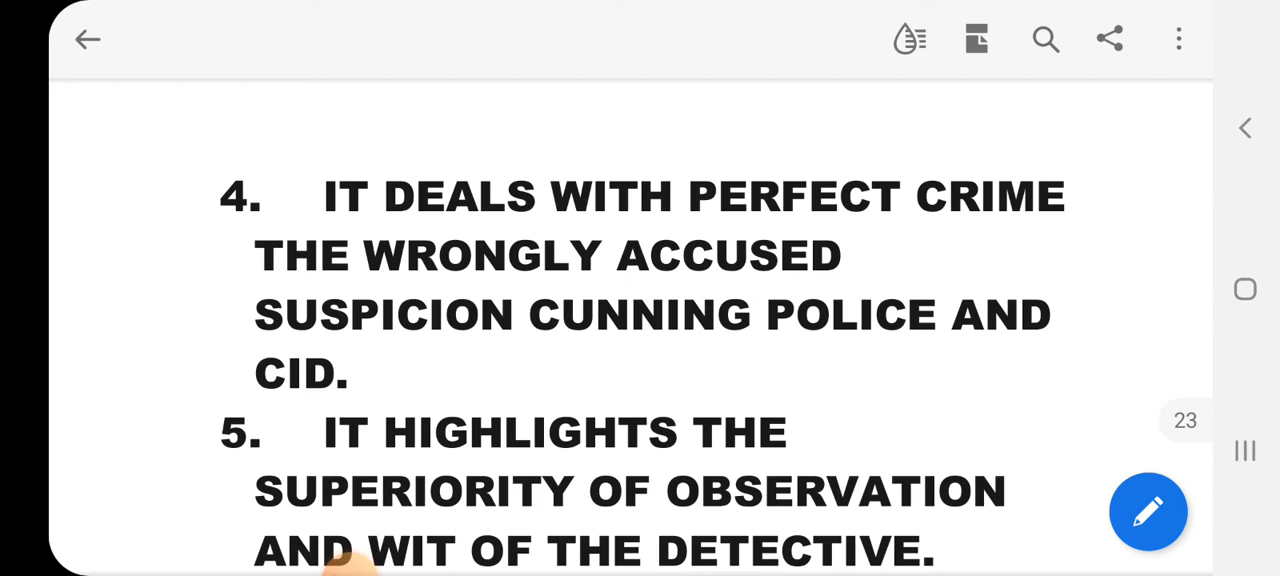 4. IT DEALS WITH PERFECT CRIME
THE WRONGLY ACCUSED
SUSPICION CUNNING POLICE AND
CID.
23
5. IT HIGHLIGHTS THE
SUPERIORITY OF OBSERVATION
AND WIT OF THE DETECTIVE.